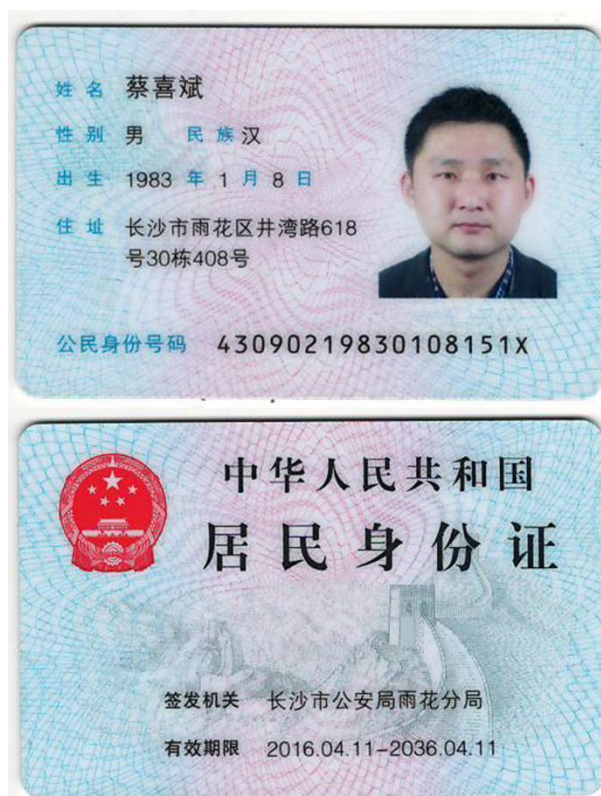 姓名 蔡喜斌
性别 男 民族 汉
出生 1983 年 1 月 8 日
住址 长沙市雨花区井湾路618
号30栋408号
公民身份号码 43090219830108151X
中华人民共和国
居民身份证
签发机关 长沙市公安局雨花分局
有效期限 2016.04.11-2036.04.11